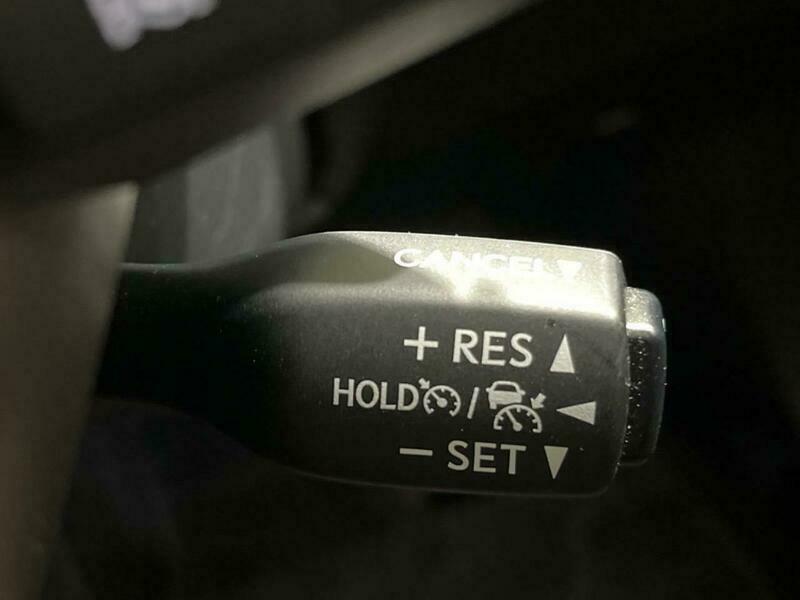 CANCEL ▼
+ RES ▲
HOLD / ◀
− SET ▼